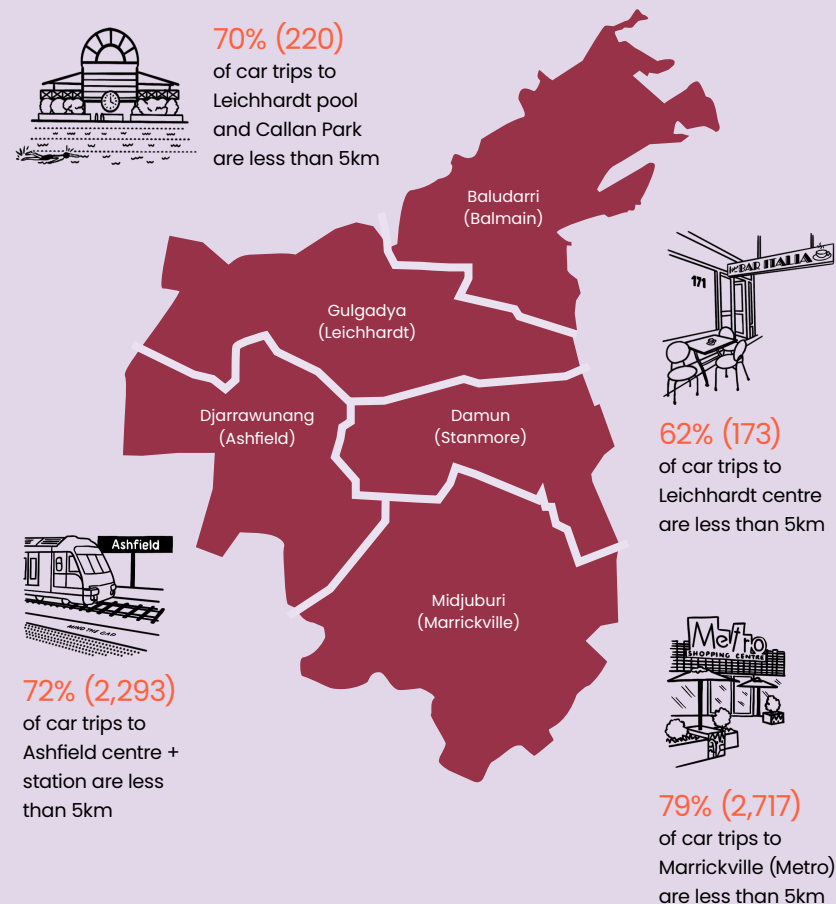 70% (220)
of car trips to
Leichhardt pool
and Callan Park
are less than 5km
Baludarri
(Balmain)
BAR ITALIA
171
Gulgadya
(Leichhardt)
Djarrawunang
(Ashfield)
Damun
(Stanmore)
62% (173)
of car trips to
Leichhardt centre
are less than 5km
Ashfield
MIND THE GAP
72% (2,293)
of car trips to
Ashfield centre +
station are less
than 5km
Midjuburi
(Marrickville)
Metro
SHOPPING CENTRE
79% (2,717)
of car trips to
Marrickville (Metro)
are less than 5km